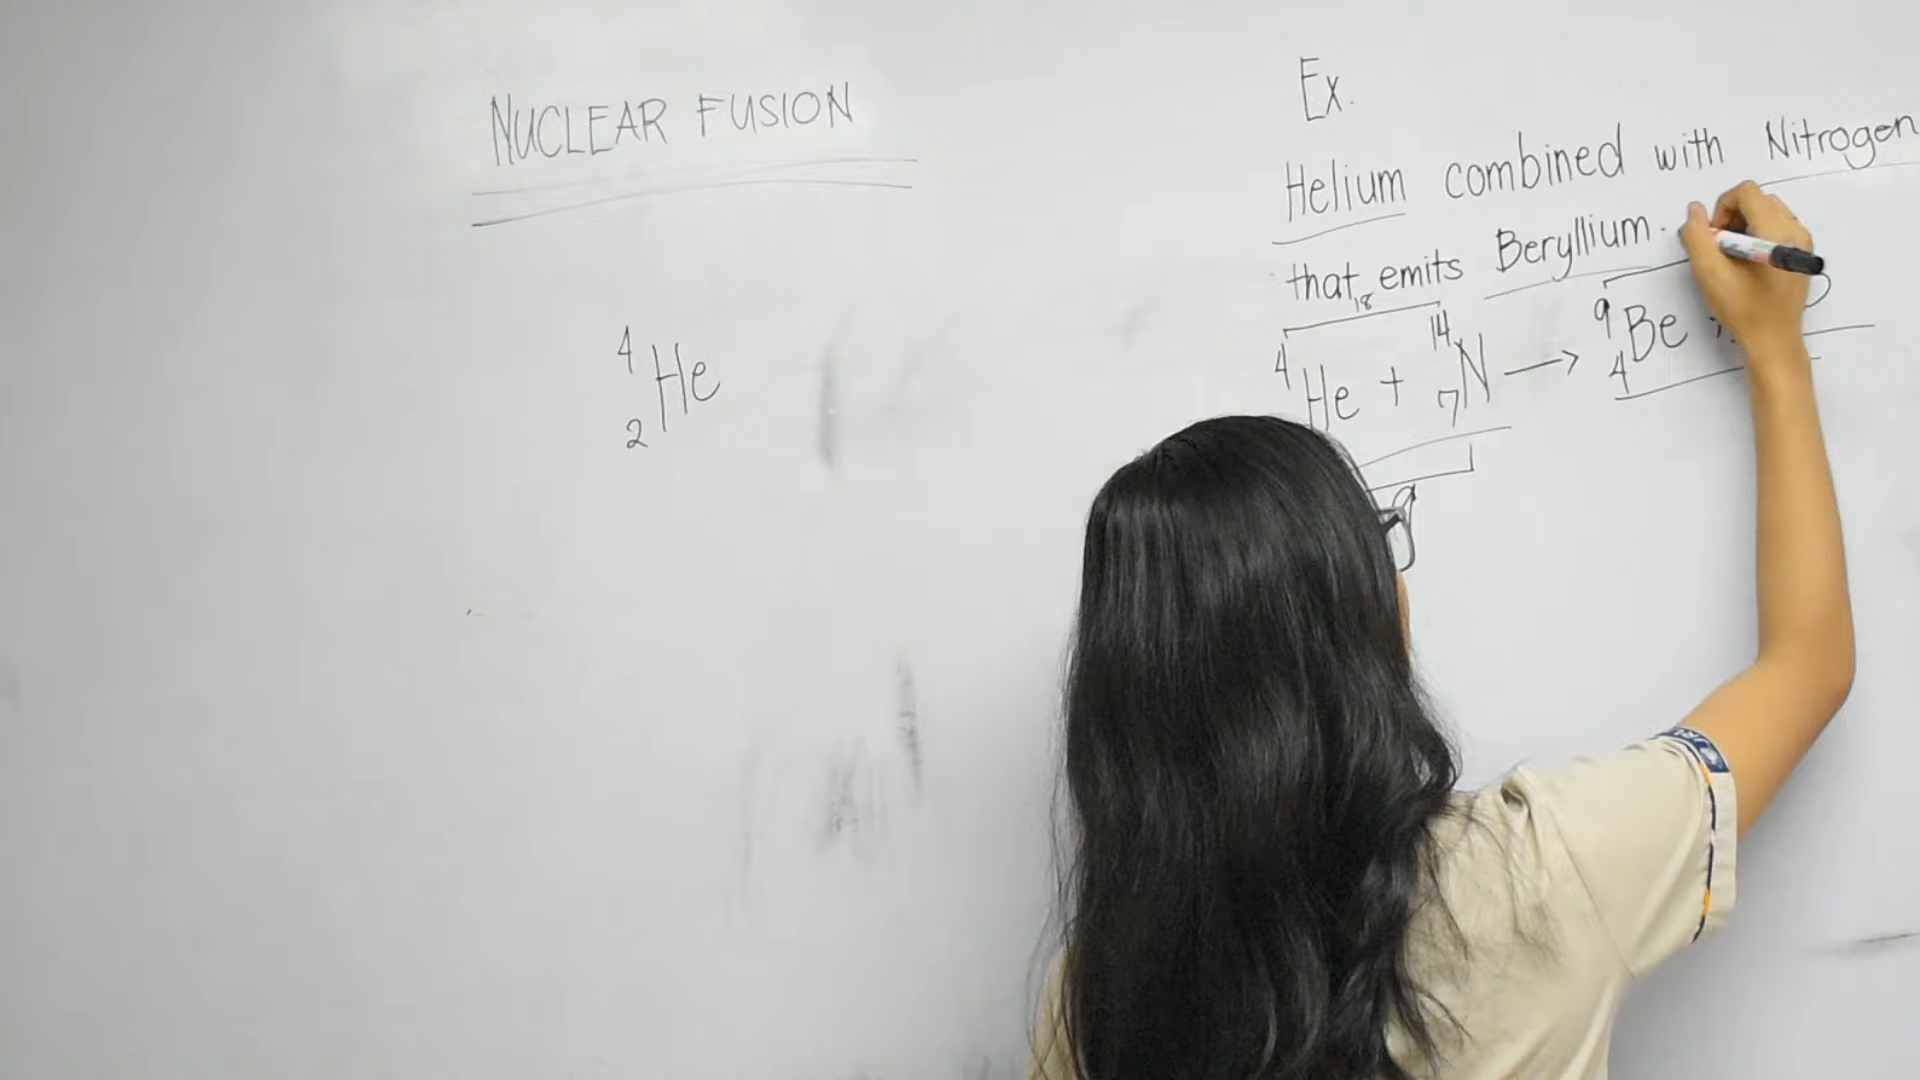 NUCLEAR FUSION
4
He
2
Ex.
Helium combined with Nitrogen
that emits Beryllium.
18
4 He + 14 7 N → 9 4 Be
9